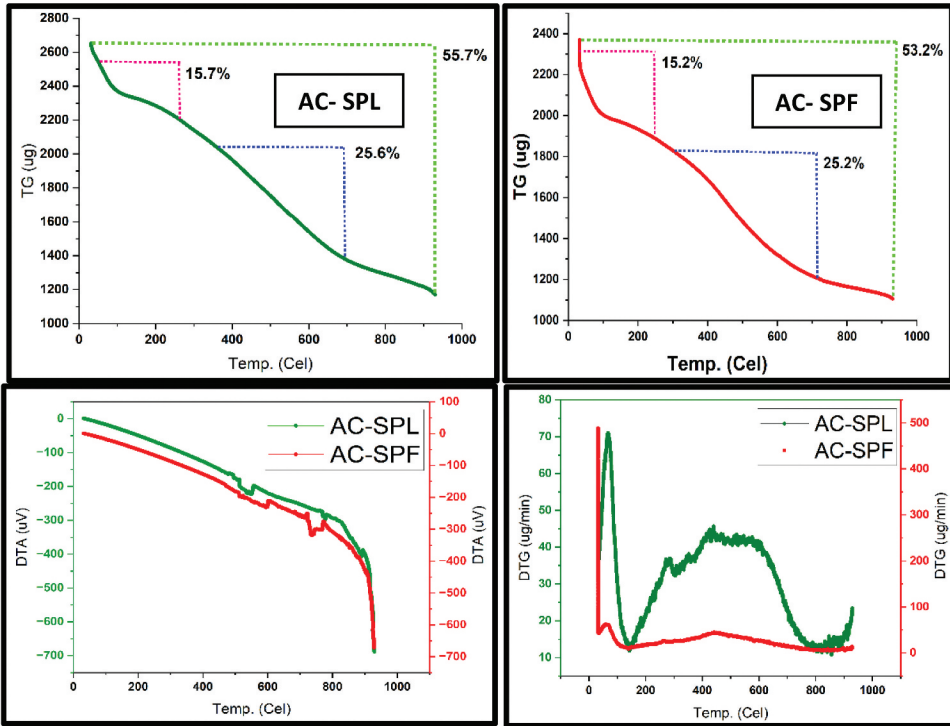 2800
2600
2400
2200
2000
1800
1600
1400
1200
1000
TG (ug)
0 200 400 600 800 1000
Temp. (Cel)
15.7%
25.6%
55.7%
AC- SPL
2400
2200
2000
1800
1600
1400
1200
1000
TG (ug)
0 200 400 600 800 1000
Temp. (Cel)
15.2%
25.2%
53.2%
AC- SPF
0
−100
−200
−300
−400
−500
−600
−700
DTA (uV)
100
0
−100
−200
−300
−400
−500
−600
−700
DTA (uV)
AC-SPL
AC-SPF
0 200 400 600 800 1000
Temp. (Cel)
80
70
60
50
40
30
20
10
DTG (ug/min)
500
400
300
200
100
0
DTG (ug/min)
AC-SPL
AC-SPF
0 200 400 600 800 1000
Temp. (Cel)